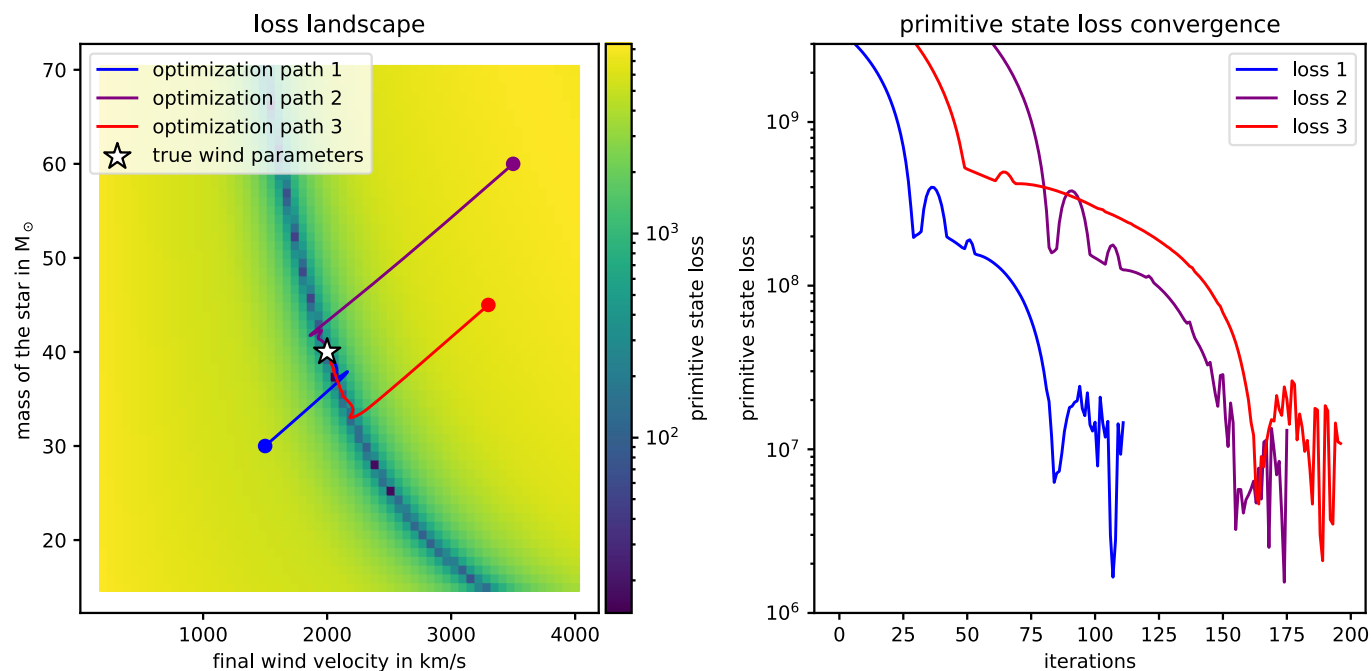 loss landscape
optimization path 1
optimization path 2
optimization path 3
true wind parameters
70
60
50
40
30
20
mass of the star in M☉
1000
2000
3000
4000
final wind velocity in km/s
10³
10²
primitive state loss
primitive state loss convergence
loss 1
loss 2
loss 3
10⁹
10⁸
10⁷
10⁶
primitive state loss
0
25
50
75
100
125
150
175
200
iterations